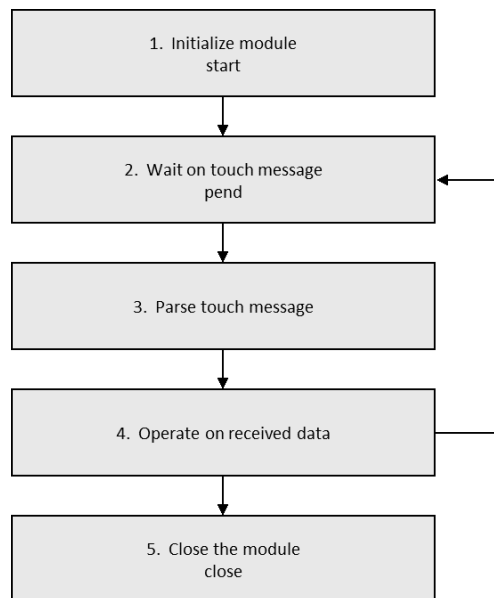 1. Initialize module
start
2. Wait on touch message
pend
3. Parse touch message
4. Operate on received data
5. Close the module
close